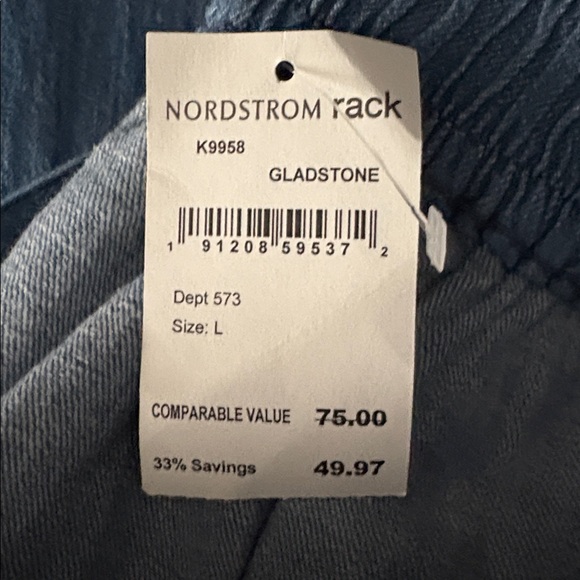 NORDSTROM rack
K9958
GLADSTONE
1 91208 59537 2
Dept 573
Size: L
COMPARABLE VALUE 75.00
33% Savings 49.97